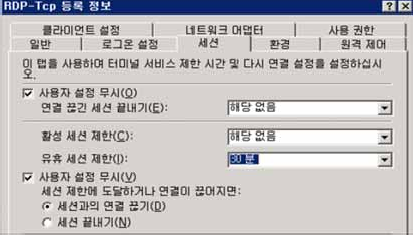 RDP-Tcp 등록 정보
클라이언트 설정 네트워크 어댑터 사용 권한
일반 로그온 설정 세션 환경 원격 제어
이 탭을 사용하여 터미널 서비스 제한 시간 및 다시 연결 설정을 설정하십시
오.
사용자 설정 무시(O)
연결 끊긴 세션 끝내기(E): 해당 없음
활성 세션 제한(C): 해당 없음
유휴 세션 제한(I): 30 분
사용자 설정 무시(V)
세션 제한에 도달하거나 연결이 끊어지면:
세션과의 연결 끊기(D)
세션 끝내기(N)